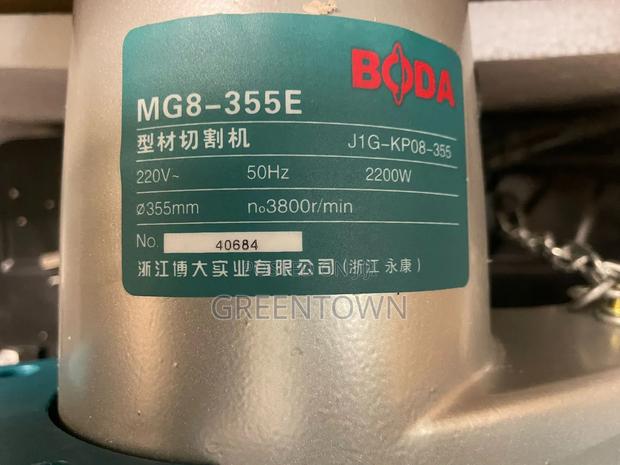 BODA
MG8-355E
型材切割机 J1G-KP08-355
220V~ 50Hz 2200W
ø355mm n₀3800r/min
No. 40684
浙江博大实业有限公司(浙江 永康)
GREENTOWN